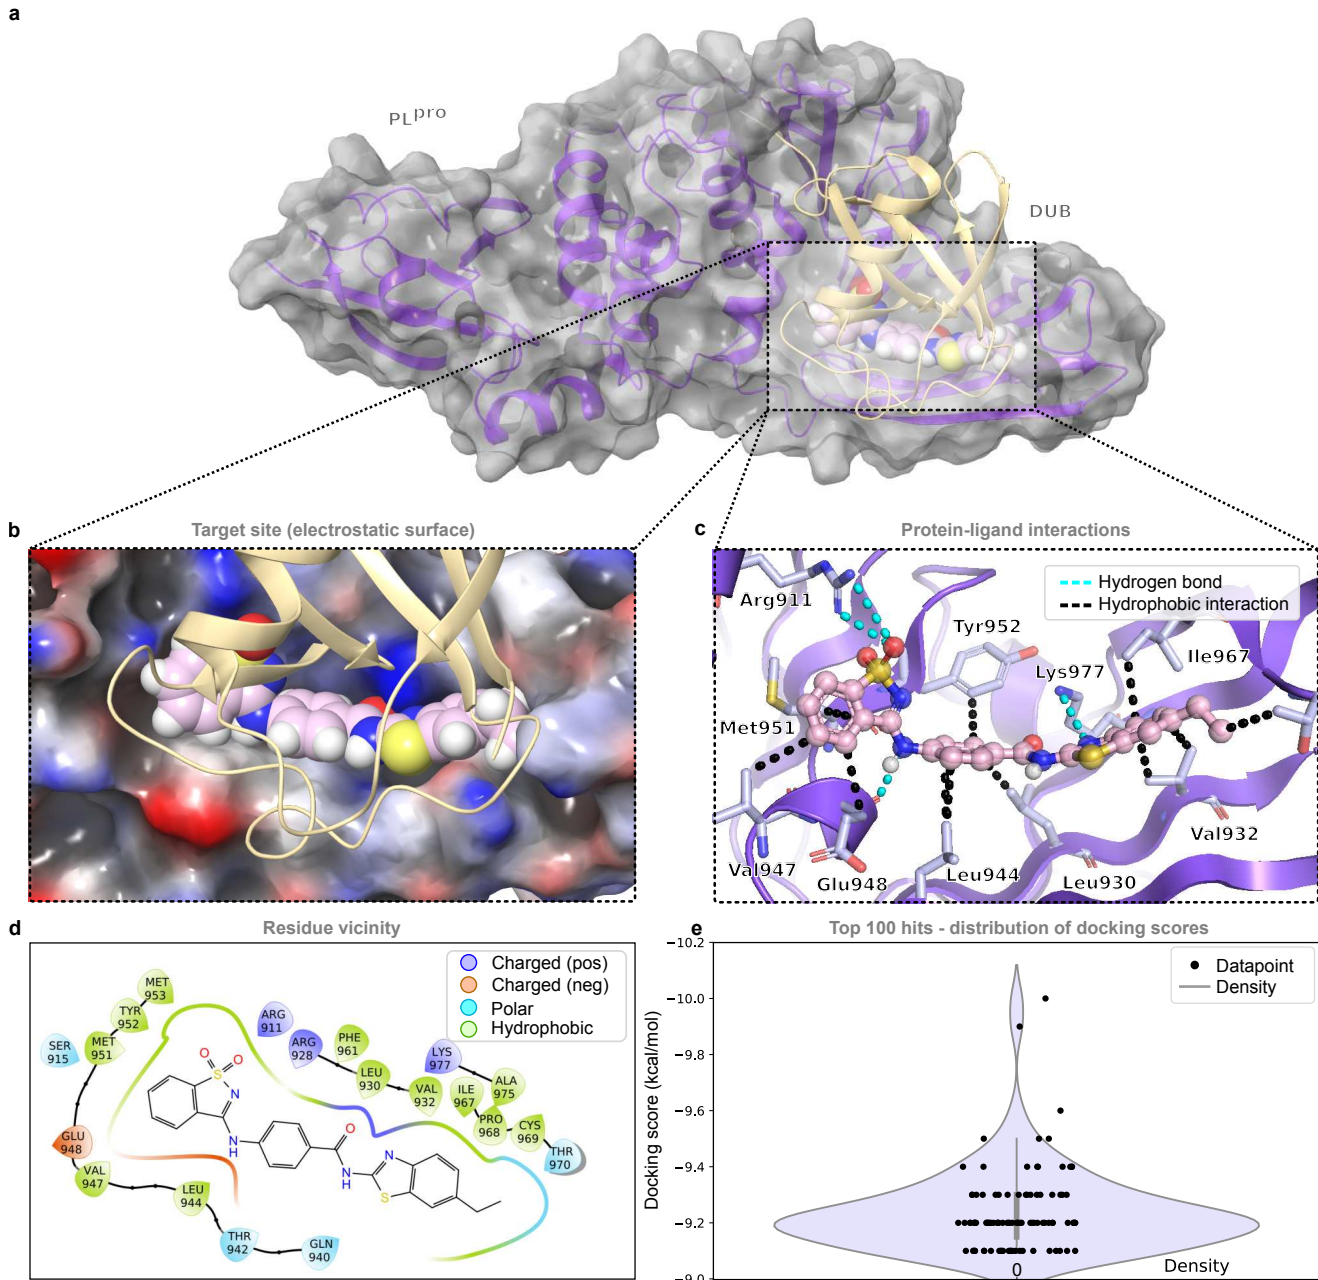 a
PLpro
DUB
b
Target site (electrostatic surface)
c
Protein-ligand interactions
Hydrogen bond
Hydrophobic interaction
Arg911
Tyr952
Ile967
Lys977
Met951
Val932
Val947
Glu948
Leu944
Leu930
d
Residue vicinity
Charged (pos)
Charged (neg)
Polar
Hydrophobic
MET
953
TYR
952
SER
915
MET
951
ARG
911
ARG
928
PHE
961
LEU
930
VAL
932
LYS
977
ILE
967
ALA
975
PRO
968
CYS
969
THR
970
GLU
948
VAL
947
LEU
944
THR
942
GLN
940
O
O
S
N
N
H
O
N
H
N
S
e
Top 100 hits - distribution of docking scores
Datapoint
Density
Docking score (kcal/mol)
−10.2
−10.0
−9.8
−9.6
−9.4
−9.2
−9.0
0
Density